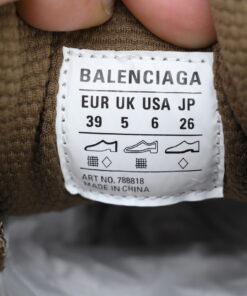 BALENCIAGA
EUR UK USA JP
39 5 6 26
ART NO. 788818
MADE IN CHINA